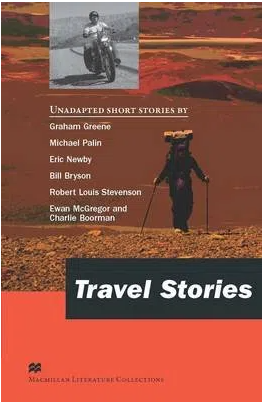 UNADAPTED SHORT STORIES BY
Graham Greene
Michael Palin
Eric Newby
Bill Bryson
Robert Louis Stevenson
Ewan McGregor and
Charlie Boorman
Travel Stories
MACMILLAN LITERATURE COLLECTIONS